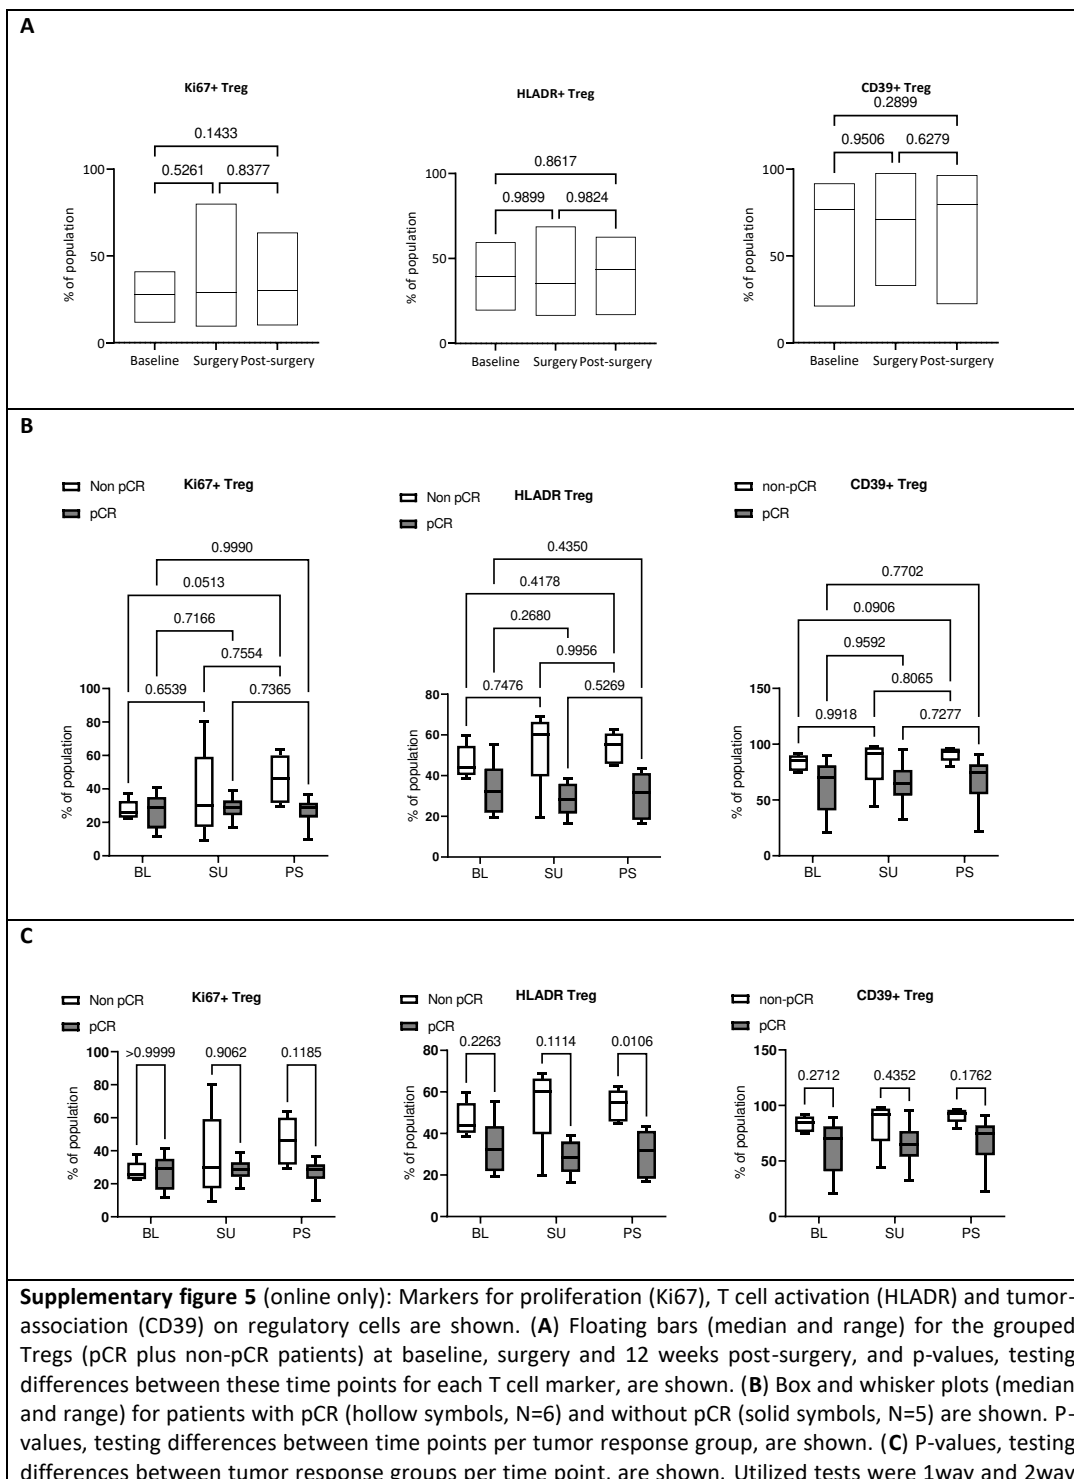 A
Ki67+ Treg
HLADR+ Treg
CD39+ Treg
0.1433
0.5261
0.8377
100
50
0
% of population
Baseline
Surgery
Post-surgery
0.8617
0.9899
0.9824
100
50
0
% of population
Baseline
Surgery
Post-surgery
0.2899
0.9506
0.6279
100
50
0
% of population
Baseline
Surgery
Post-surgery
B
Non pCR
pCR
Ki67+ Treg
0.9990
0.0513
0.7166
0.7554
0.6539
0.7365
100
80
60
40
20
0
% of population
BL
SU
PS
Non pCR
pCR
HLADR Treg
0.4350
0.4178
0.2680
0.9956
0.7476
0.5269
80
60
40
20
0
% of population
BL
SU
PS
non-pCR
pCR
CD39+ Treg
0.7702
0.0906
0.9592
0.8065
0.9918
0.7277
150
100
50
0
% of population
BL
SU
PS
C
Non pCR
pCR
Ki67+ Treg
>0.9999
0.9062
0.1185
100
80
60
40
20
0
% of population
BL
SU
PS
Non pCR
pCR
HLADR Treg
0.2263
0.1114
0.0106
80
60
40
20
0
% of population
BL
SU
PS
non-pCR
pCR
CD39+ Treg
0.2712
0.4352
0.1762
150
100
50
0
% of population
BL
SU
PS
Supplementary figure 5 (online only): Markers for proliferation (Ki67), T cell activation (HLADR) and tumor-
association (CD39) on regulatory cells are shown. (A) Floating bars (median and range) for the grouped
Tregs (pCR plus non-pCR patients) at baseline, surgery and 12 weeks post-surgery, and p-values, testing
differences between these time points for each T cell marker, are shown. (B) Box and whisker plots (median
and range) for patients with pCR (hollow symbols, N=6) and without pCR (solid symbols, N=5) are shown. P-
values, testing differences between time points per tumor response group, are shown. (C) P-values, testing
differences between tumor response groups per time point, are shown. Utilized tests were 1way and 2way